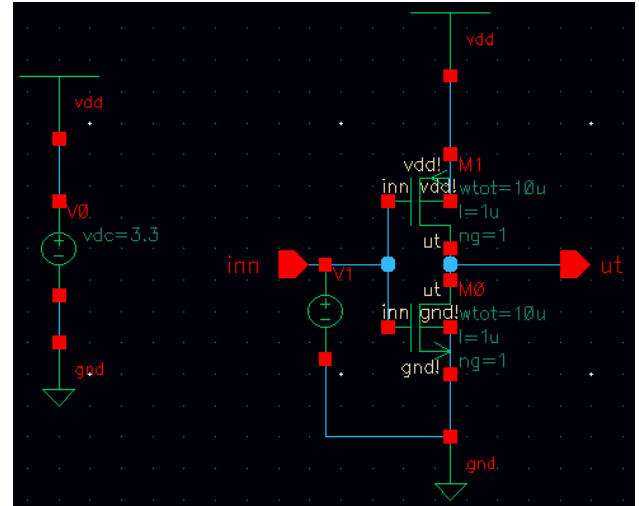 vdd
vdd
vdd! M1
inn vdd! wtot=10u
l=1u
ut ng=1
V0
vdc=3.3
inn V1 ut
ut M0
inn gnd! wtot=10u
l=1u
gnd! ng=1
gnd
gnd